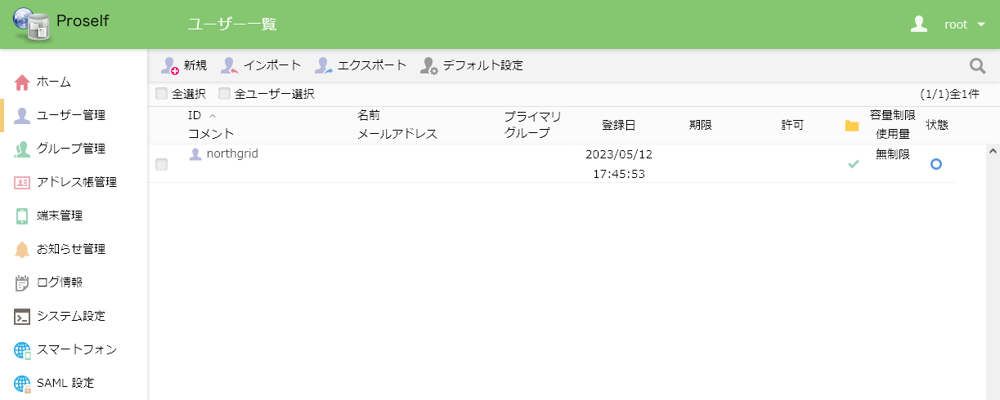 Proself
ユーザー一覧
root
ホーム
ユーザー管理
グループ管理
アドレス帳管理
端末管理
お知らせ管理
ログ情報
システム設定
スマートフォン
SAML 設定
新規 インポート エクスポート デフォルト設定
全選択 全ユーザー選択 (1/1)全1件
ID
コメント
名前
メールアドレス
プライマリ
グループ
登録日
期限
許可
容量制限
使用量
状態
northgrid
2023/05/12
17:45:53
無制限